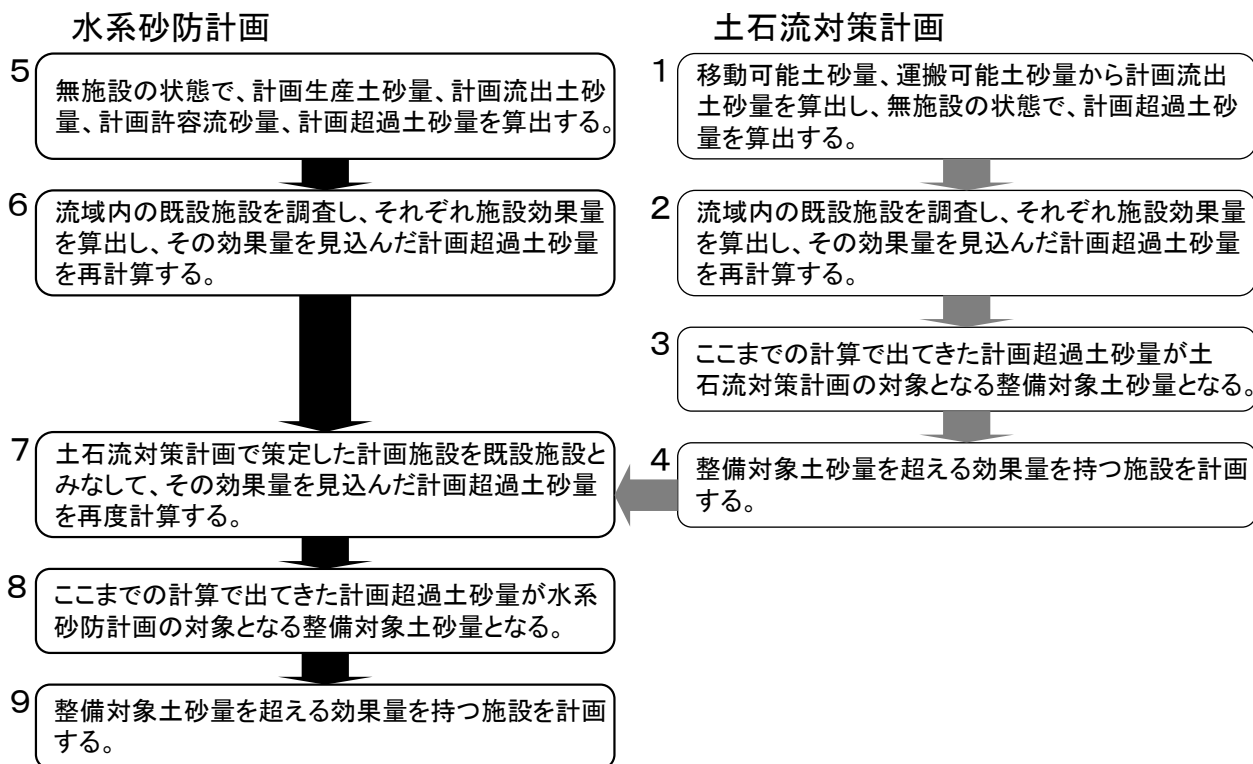 水系砂防計画
5
無施設の状態で、計画生産土砂量、計画流出土砂
量、計画許容流砂量、計画超過土砂量を算出する。
6
流域内の既設施設を調査し、それぞれ施設効果量
を算出し、その効果量を見込んだ計画超過土砂量
を再計算する。
7
土石流対策計画で策定した計画施設を既設施設と
みなして、その効果量を見込んだ計画超過土砂量
を再度計算する。
8
ここまでの計算で出てきた計画超過土砂量が水系
砂防計画の対象となる整備対象土砂量となる。
9
整備対象土砂量を超える効果量を持つ施設を計画
する。
土石流対策計画
1
移動可能土砂量、運搬可能土砂量から計画流出
土砂量を算出し、無施設の状態で、計画超過土砂
量を算出する。
2
流域内の既設施設を調査し、それぞれ施設効果量
を算出し、その効果量を見込んだ計画超過土砂量
を再計算する。
3
ここまでの計算で出てきた計画超過土砂量が土
石流対策計画の対象となる整備対象土砂量となる。
4
整備対象土砂量を超える効果量を持つ施設を計画
する。